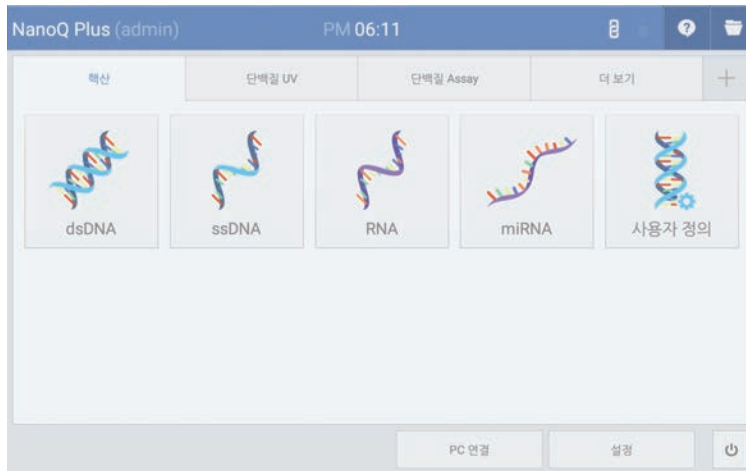 NanoQ Plus (admin) PM 06:11
핵산 단백질 UV 단백질 Assay 더 보기
dsDNA ssDNA RNA miRNA 사용자 정의
PC 연결 설정